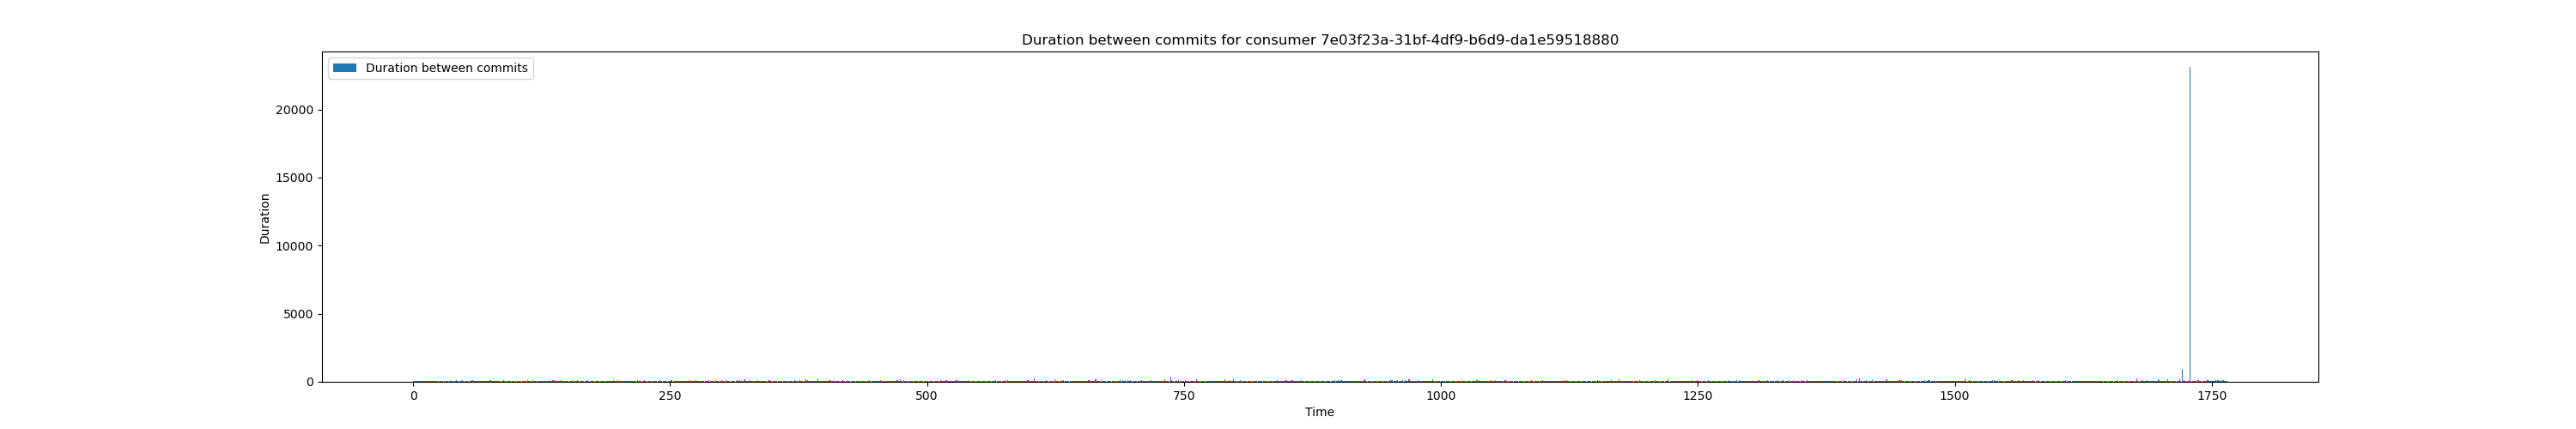 Duration between commits for consumer 7e03f23a-31bf-4df9-b6d9-da1e59518880
Duration between commits
20000
15000
10000
5000
0
Duration
0 250 500 750 1000 1250 1500 1750
Time